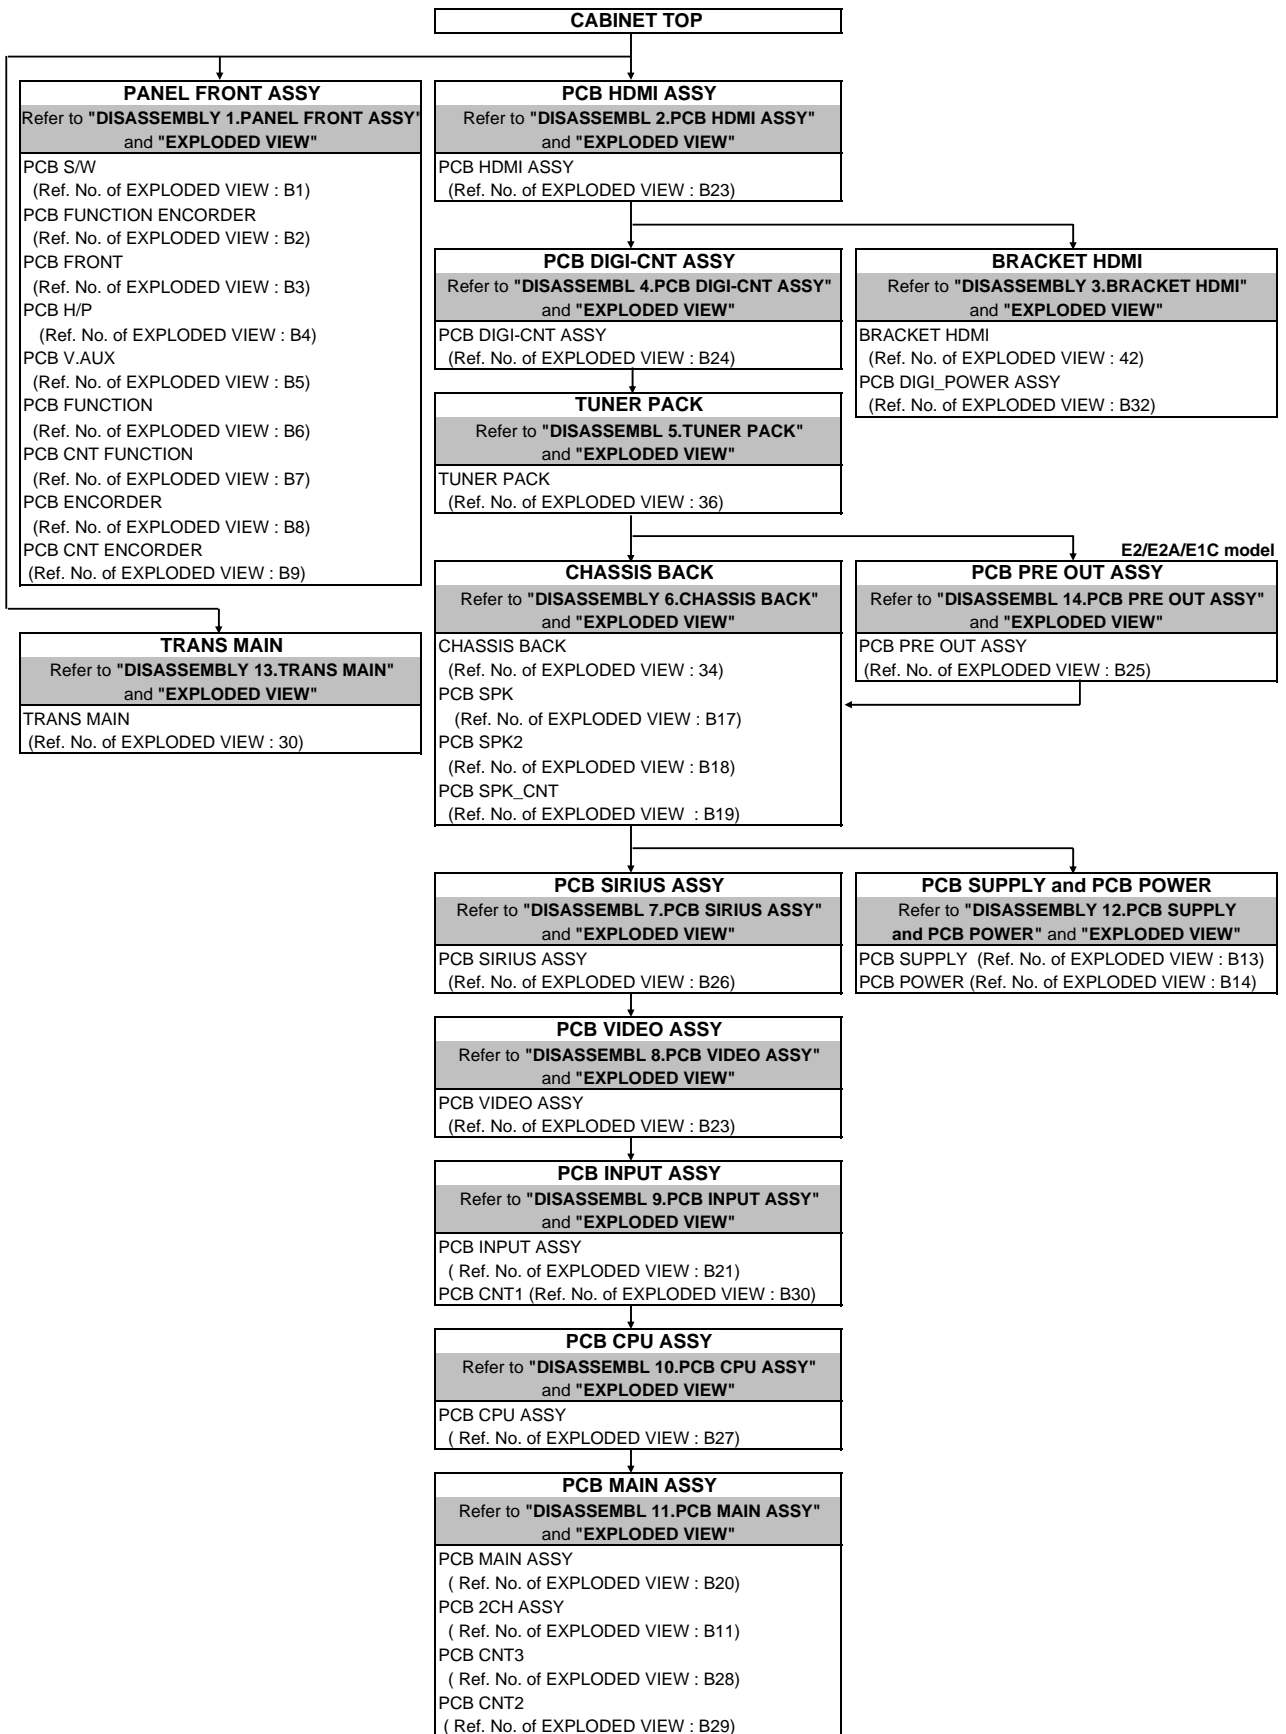 CABINET TOP
PANEL FRONT ASSY
Refer to "DISASSEMBLY 1.PANEL FRONT ASSY"
and "EXPLODED VIEW"
PCB S/W
(Ref. No. of EXPLODED VIEW : B1)
PCB FUNCTION ENCORDER
(Ref. No. of EXPLODED VIEW : B2)
PCB FRONT
(Ref. No. of EXPLODED VIEW : B3)
PCB H/P
(Ref. No. of EXPLODED VIEW : B4)
PCB V.AUX
(Ref. No. of EXPLODED VIEW : B5)
PCB FUNCTION
(Ref. No. of EXPLODED VIEW : B6)
PCB CNT FUNCTION
(Ref. No. of EXPLODED VIEW : B7)
PCB ENCORDER
(Ref. No. of EXPLODED VIEW : B8)
PCB CNT ENCORDER
(Ref. No. of EXPLODED VIEW : B9)
TRANS MAIN
Refer to "DISASSEMBLY 13.TRANS MAIN"
and "EXPLODED VIEW"
TRANS MAIN
(Ref. No. of EXPLODED VIEW : 30)
PCB HDMI ASSY
Refer to "DISASSEMBL 2.PCB HDMI ASSY"
and "EXPLODED VIEW"
PCB HDMI ASSY
(Ref. No. of EXPLODED VIEW : B23)
PCB DIGI-CNT ASSY
Refer to "DISASSEMBL 4.PCB DIGI-CNT ASSY"
and "EXPLODED VIEW"
PCB DIGI-CNT ASSY
(Ref. No. of EXPLODED VIEW : B24)
BRACKET HDMI
Refer to "DISASSEMBLY 3.BRACKET HDMI"
and "EXPLODED VIEW"
BRACKET HDMI
(Ref. No. of EXPLODED VIEW : 42)
PCB DIGI_POWER ASSY
(Ref. No. of EXPLODED VIEW : B32)
TUNER PACK
Refer to "DISASSEMBL 5.TUNER PACK"
and "EXPLODED VIEW"
TUNER PACK
(Ref. No. of EXPLODED VIEW : 36)
CHASSIS BACK
Refer to "DISASSEMBLY 6.CHASSIS BACK"
and "EXPLODED VIEW"
CHASSIS BACK
(Ref. No. of EXPLODED VIEW : 34)
PCB SPK
(Ref. No. of EXPLODED VIEW : B17)
PCB SPK2
(Ref. No. of EXPLODED VIEW : B18)
PCB SPK_CNT
(Ref. No. of EXPLODED VIEW : B19)
E2/E2A/E1C model
PCB PRE OUT ASSY
Refer to "DISASSEMBL 14.PCB PRE OUT ASSY"
and "EXPLODED VIEW"
PCB PRE OUT ASSY
(Ref. No. of EXPLODED VIEW : B25)
PCB SIRIUS ASSY
Refer to "DISASSEMBL 7.PCB SIRIUS ASSY"
and "EXPLODED VIEW"
PCB SIRIUS ASSY
(Ref. No. of EXPLODED VIEW : B26)
PCB SUPPLY and PCB POWER
Refer to "DISASSEMBLY 12.PCB SUPPLY
and PCB POWER" and "EXPLODED VIEW"
PCB SUPPLY (Ref. No. of EXPLODED VIEW : B13)
PCB POWER (Ref. No. of EXPLODED VIEW : B14)
PCB VIDEO ASSY
Refer to "DISASSEMBL 8.PCB VIDEO ASSY"
and "EXPLODED VIEW"
PCB VIDEO ASSY
(Ref. No. of EXPLODED VIEW : B23)
PCB INPUT ASSY
Refer to "DISASSEMBL 9.PCB INPUT ASSY"
and "EXPLODED VIEW"
PCB INPUT ASSY
( Ref. No. of EXPLODED VIEW : B21)
PCB CNT1 (Ref. No. of EXPLODED VIEW : B30)
PCB CPU ASSY
Refer to "DISASSEMBL 10.PCB CPU ASSY"
and "EXPLODED VIEW"
PCB CPU ASSY
( Ref. No. of EXPLODED VIEW : B27)
PCB MAIN ASSY
Refer to "DISASSEMBL 11.PCB MAIN ASSY"
and "EXPLODED VIEW"
PCB MAIN ASSY
( Ref. No. of EXPLODED VIEW : B20)
PCB 2CH ASSY
( Ref. No. of EXPLODED VIEW : B11)
PCB CNT3
( Ref. No. of EXPLODED VIEW : B28)
PCB CNT2
( Ref. No. of EXPLODED VIEW : B29)